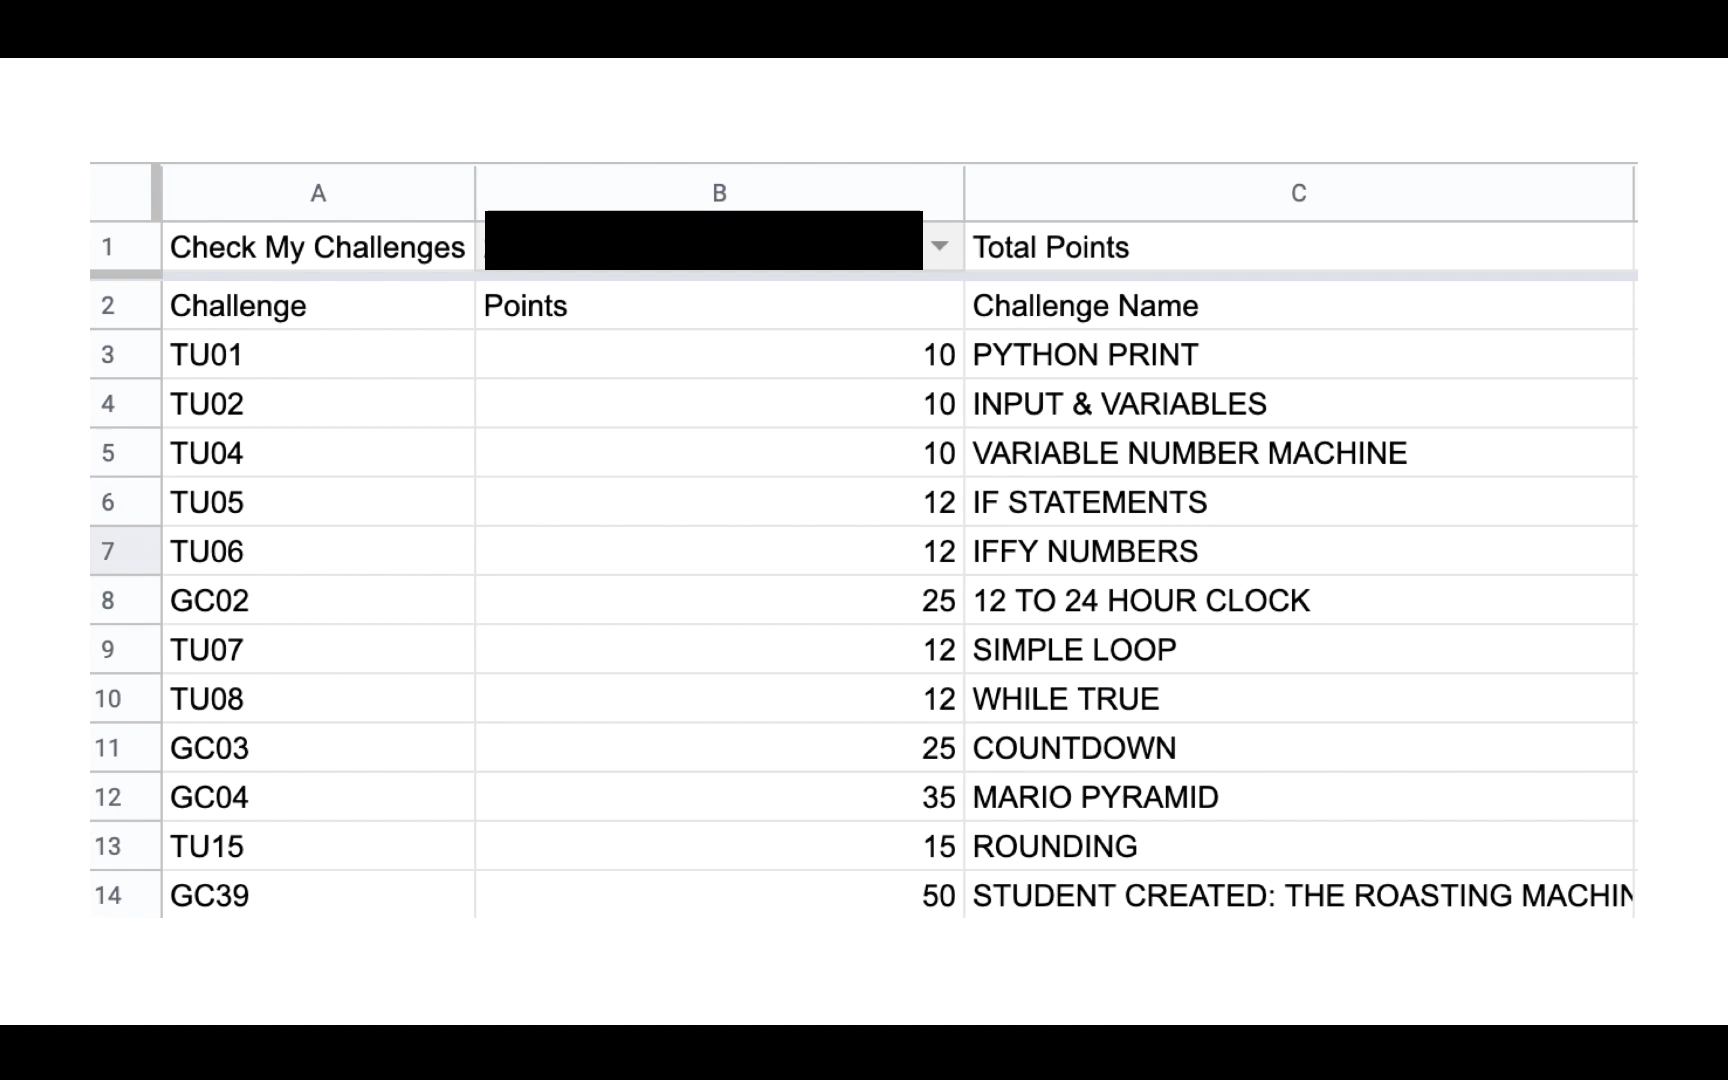 A B C
1 Check My Challenges Total Points
2 Challenge Points Challenge Name
3 TU01 10 PYTHON PRINT
4 TU02 10 INPUT & VARIABLES
5 TU04 10 VARIABLE NUMBER MACHINE
6 TU05 12 IF STATEMENTS
7 TU06 12 IFFY NUMBERS
8 GC02 25 12 TO 24 HOUR CLOCK
9 TU07 12 SIMPLE LOOP
10 TU08 12 WHILE TRUE
11 GC03 25 COUNTDOWN
12 GC04 35 MARIO PYRAMID
13 TU15 15 ROUNDING
14 GC39 50 STUDENT CREATED: THE ROASTING MACHIN